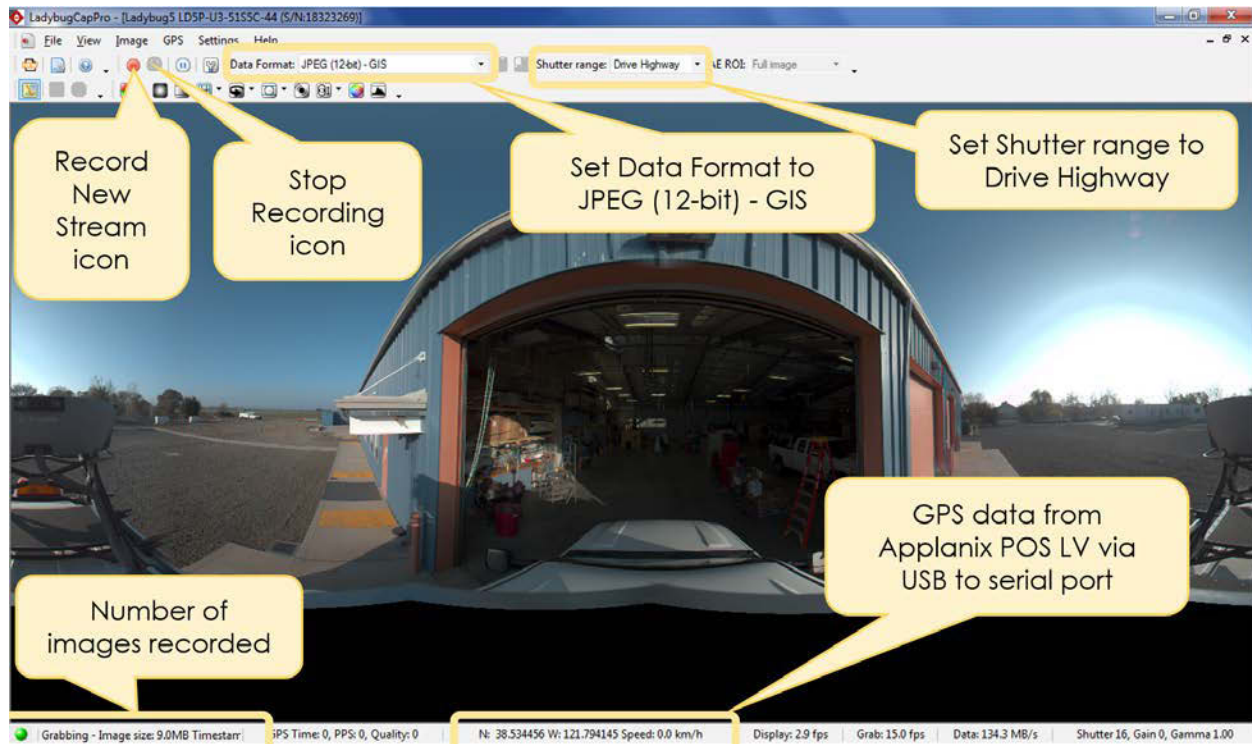 LadybugCapPro - [Ladybug5 LD5P-U3-51S5C-44 (S/N:18323269)]
File View Image GPS Settings Help
Data Format: JPEG (12-bit) - GIS Shutter range: Drive Highway AE ROI: Full image
Record
New
Stream
icon
Stop
Recording
icon
Set Data Format to
JPEG (12-bit) - GIS
Set Shutter range to
Drive Highway
GPS data from
Applanix POS LV via
USB to serial port
Number of
images recorded
Grabbing - Image size: 9.0MB Timestam GPS Time: 0, PPS: 0, Quality: 0 N: 38.534456 W: 121.794145 Speed: 0.0 km/h Display: 2.9 fps Grab: 15.0 fps Data: 134.3 MB/s Shutter 16, Gain 0, Gamma 1.00